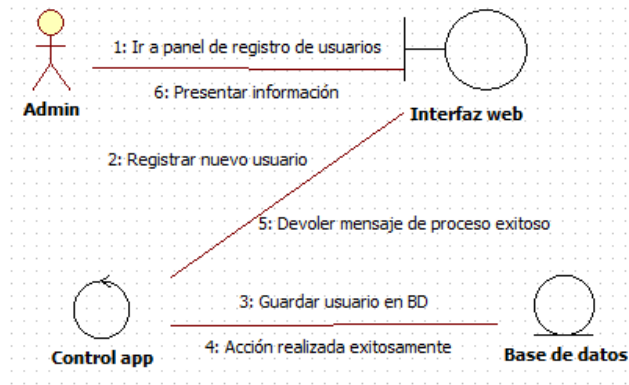 1: Ir a panel de registro de usuarios
6: Presentar información
Admin
Interfaz web
2: Registrar nuevo usuario
5: Devoler mensaje de proceso exitoso
3: Guardar usuario en BD
4: Acción realizada exitosamente
Control app
Base de datos